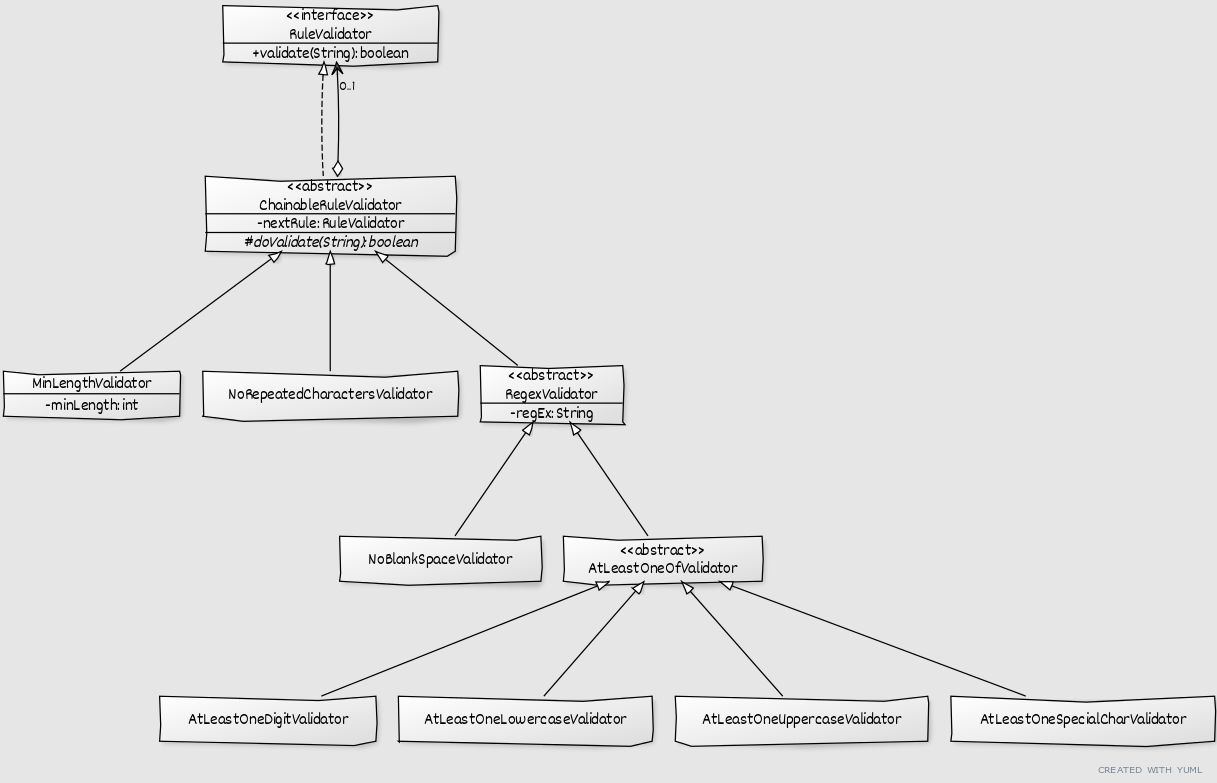 <<interface>>
RuleValidator
+validate(String): boolean
0..1
<<abstract>>
ChainableRuleValidator
-nextRule: RuleValidator
#doValidate(String): boolean
MinLengthValidator
-minLength: int
NoRepeatedCharactersValidator
<<abstract>>
RegexValidator
-regEx: String
NoBlankSpaceValidator
<<abstract>>
AtLeastOneOfValidator
AtLeastOneDigitValidator
AtLeastOneLowercaseValidator
AtLeastOneUppercaseValidator
AtLeastOneSpecialCharValidator
CREATED WITH YUML